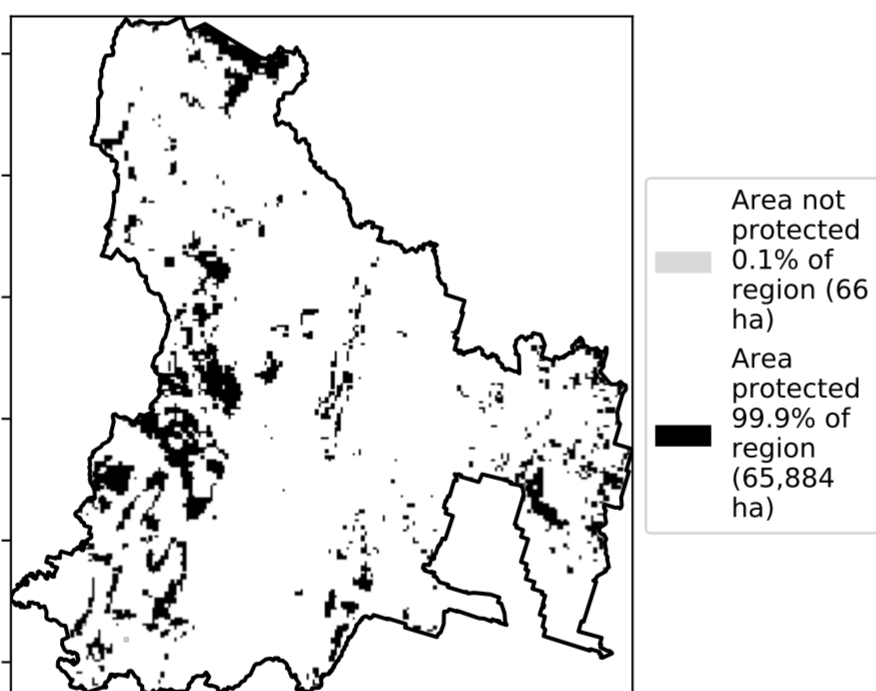 Area not
protected
0.1% of
region (66
ha)
Area
protected
99.9% of
region
(65,884
ha)